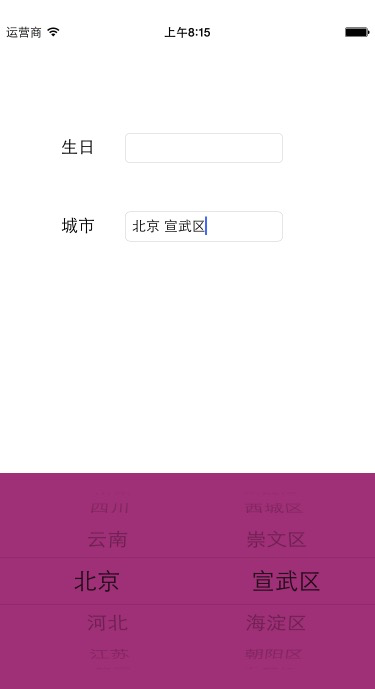 运营商 上午8:15
生日
城市 北京 宣武区
四川 西城区
云南 崇文区
北京 宣武区
河北 海淀区
江苏 朝阳区